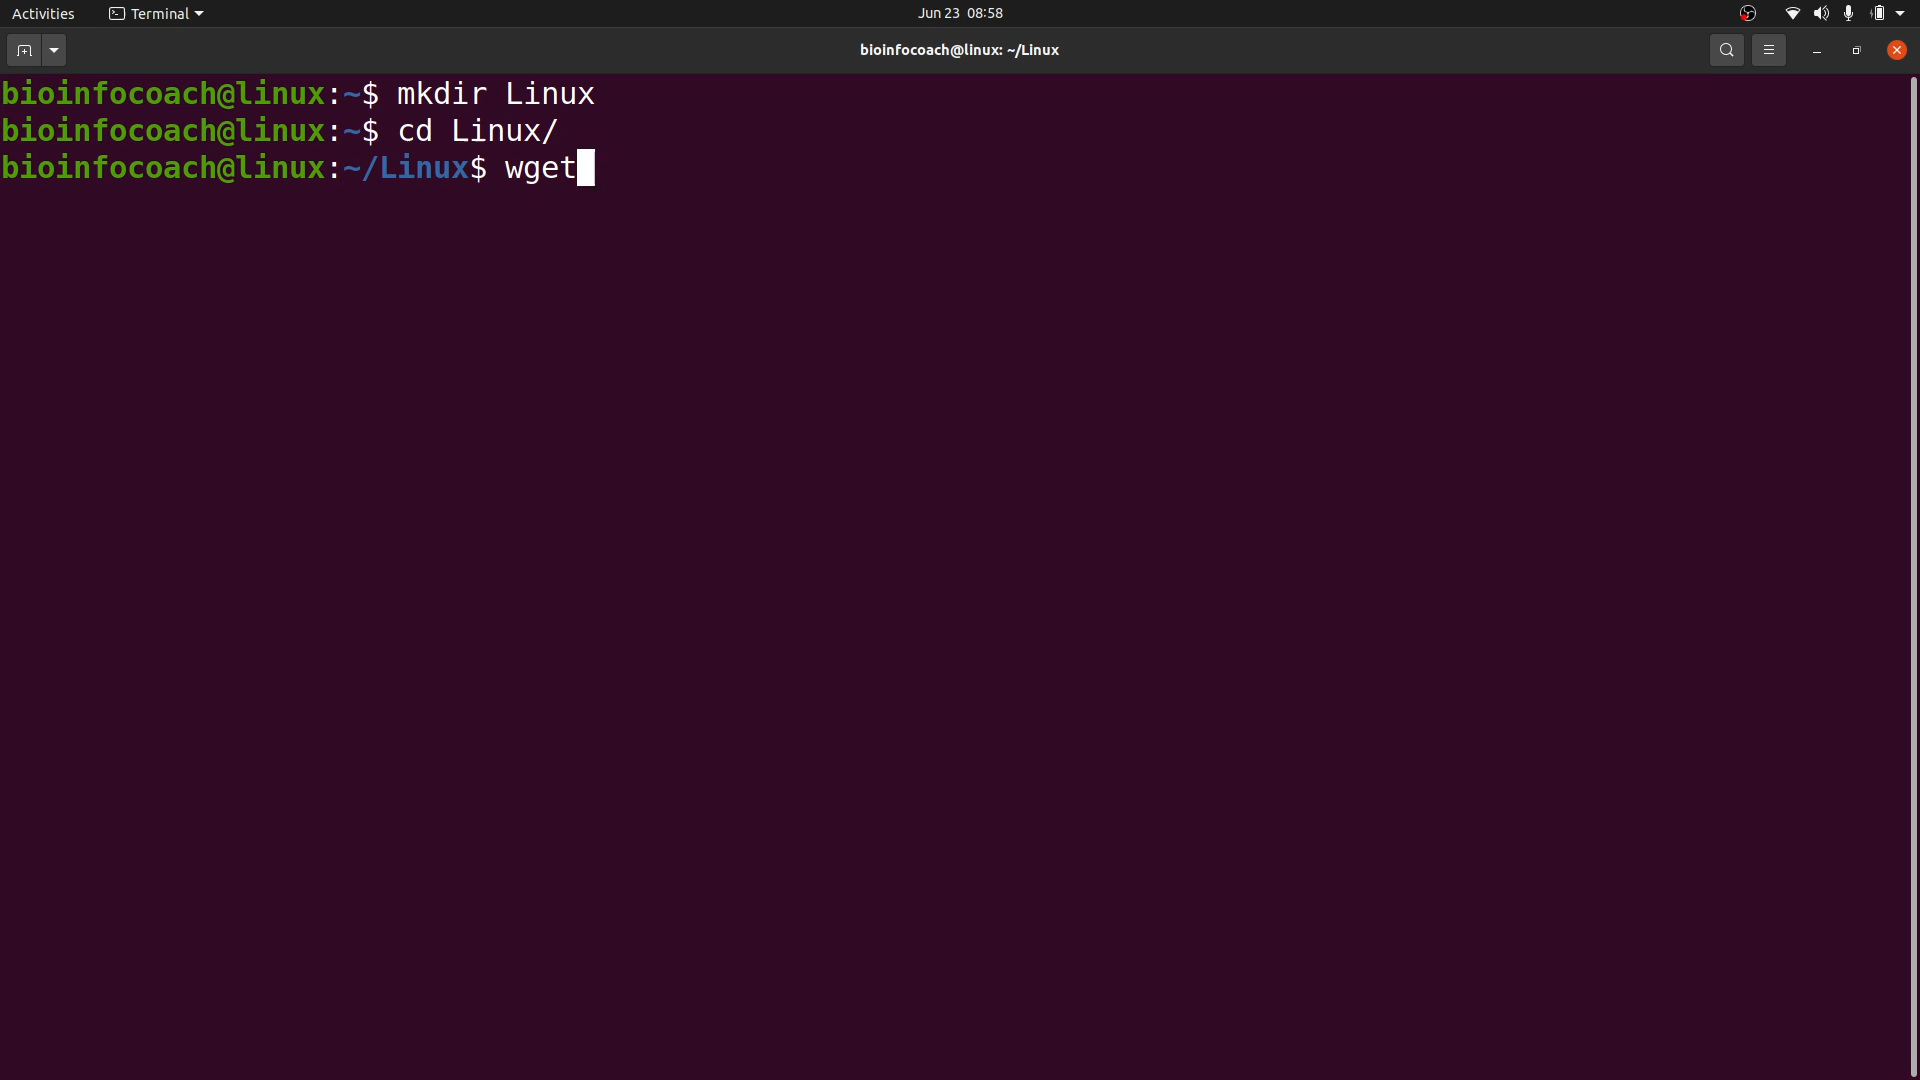 Activities Terminal Jun 23 08:58
bioinfocoach@linux: ~/Linux
bioinfocoach@linux:~$ mkdir Linux
bioinfocoach@linux:~$ cd Linux/
bioinfocoach@linux:~/Linux$ wget